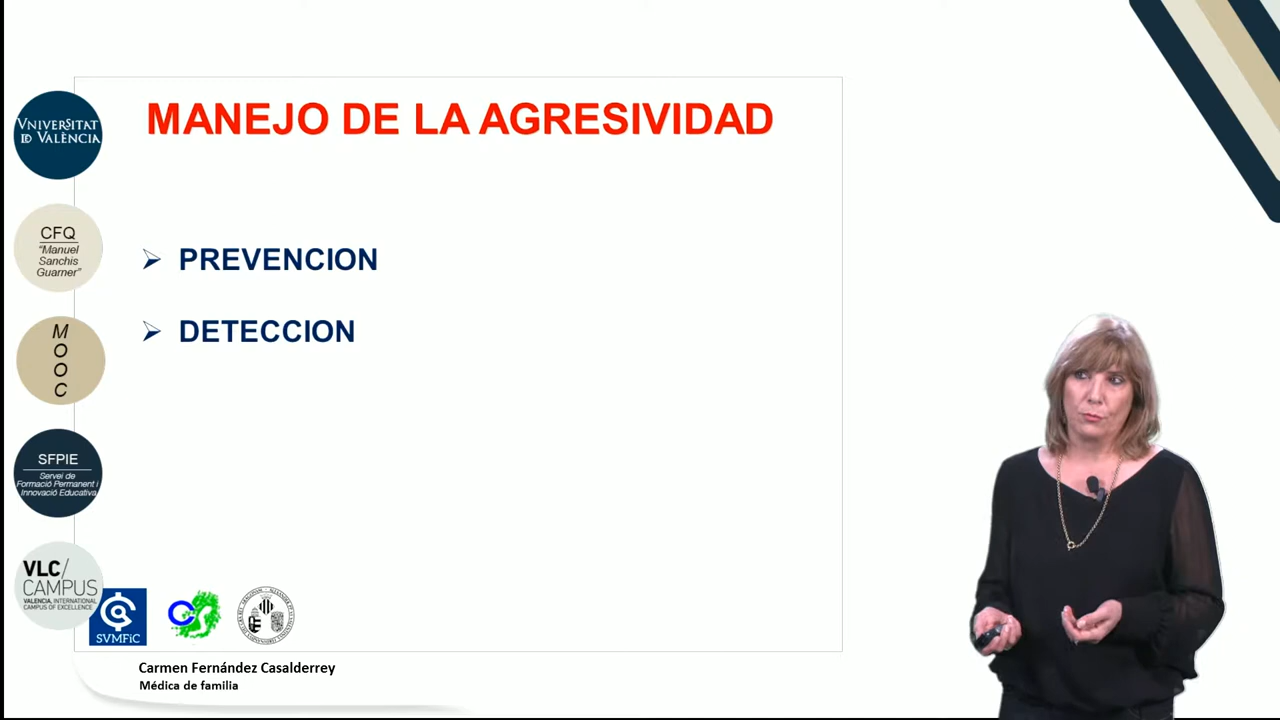 MANEJO DE LA AGRESIVIDAD
PREVENCION
DETECCION
VNIVERSITAT
ID VALÈNCIA
CFQ
"Manuel
Sanchis
Guarner"
M
O
O
C
SFPIE
Servei de
Formació Permanent i
Innovació Educativa
VLC/
CAMPUS
VALENCIA, INTERNATIONAL
CAMPUS OF EXCELLENCE
SVMFiC
Carmen Fernández Casalderrey
Médica de familia